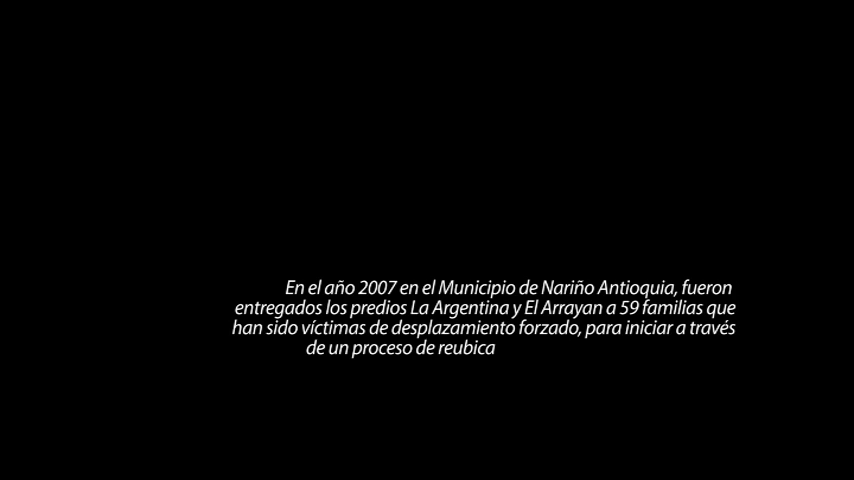 En el año 2007 en el Municipio de Nariño Antioquia, fueron
entregados los predios La Argentina y El Arrayan a 59 familias que
han sido víctimas de desplazamiento forzado, para iniciar a través
de un proceso de reubica